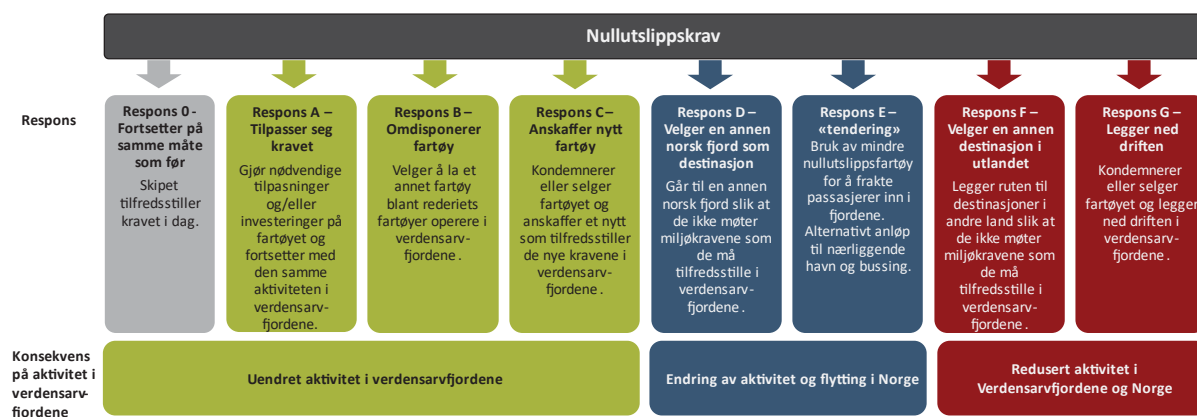 Nullutslippskrav
Respons
Respons 0 -
Fortsetter på
samme måte
som før
Skipet
tilfredsstiller
kravet i dag.
Respons A –
Tilpasser seg
kravet
Gjør nødvendige
tilpasninger
og/eller
investeringer på
fartøyet og
fortsetter med
den samme
aktiviteten i
verdensarv-
fjordene.
Respons B –
Omdisponerer
fartøy
Velger å la et
annet fartøy
blant rederiets
fartøyer operere i
verdensarv-
fjordene .
Respons C –
Anskaffer nytt
fartøy
Kondemnerer
eller selger
fartøyet og
anskaffer et nytt
som tilfredsstiller
de nye kravene i
verdensarv-
fjordene .
Respons D –
Velger en annen
norsk fjord som
destinasjon
Går til en annen
norsk fjord slik at
de ikke møter
miljøkravene som
de må
tilfredsstille i
verdensarv-
fjordene .
Respons E –
«tendering»
Bruk av mindre
nullutslippsfartøy
for å frakte
passasjerer inn i
fjordene.
Alternativt anløp
til nærliggende
havn og bussing.
Respons F –
Velger en annen
destinasjon i
utlandet
Legger ruten til
destinasjoner i
andre land slik at
de ikke møter
miljøkravene som
de må
tilfredsstille i
verdensarv-
fjordene .
Respons G –
Legger ned
driften
Kondemnerer
eller selger
fartøyet og legger
ned driften i
verdensarv-
fjordene .
Konsekvens
på aktivitet i
verdensarv-
fjordene
Uendret aktivitet i verdensarvfjordene
Endring av aktivitet og flytting i Norge
Redusert aktivitet i
Verdensarvfjordene og Norge